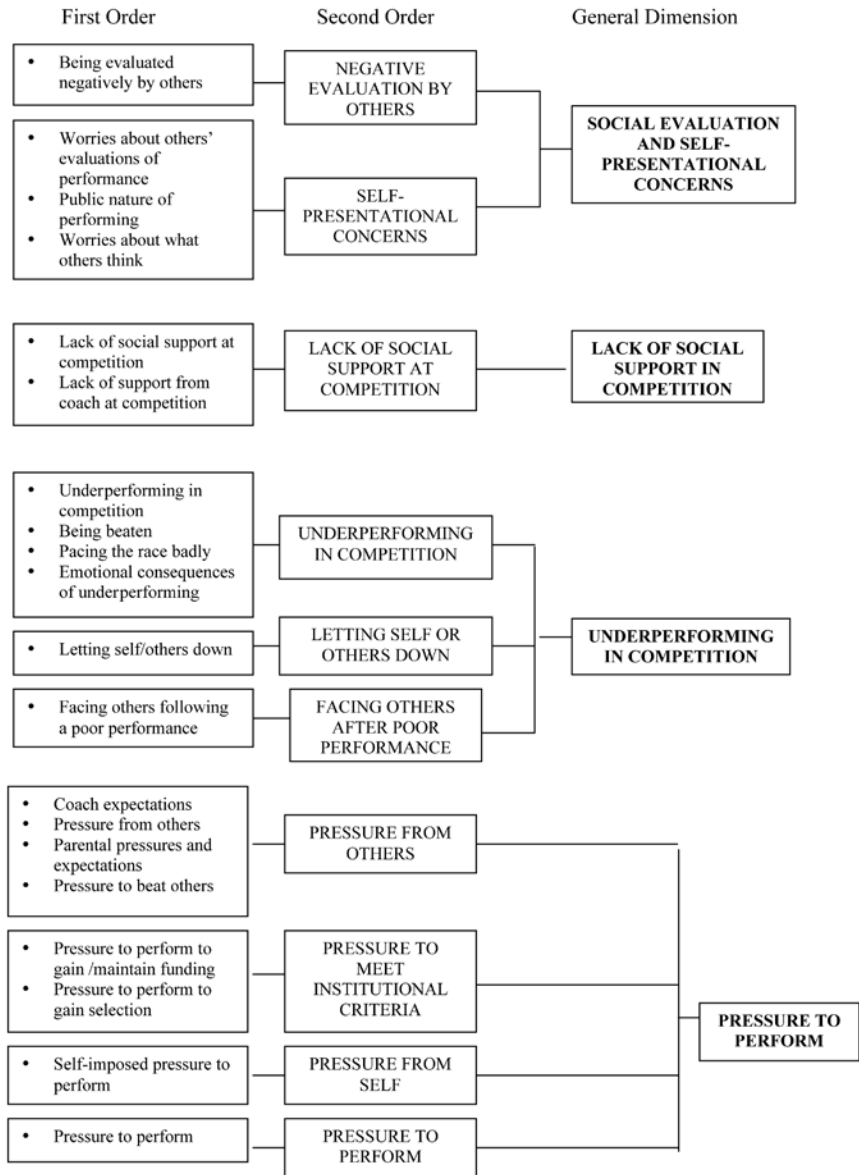 First Order
Second Order
General Dimension
• Being evaluated
negatively by others
NEGATIVE
EVALUATION BY
OTHERS
• Worries about others’
evaluations of
performance
• Public nature of
performing
• Worries about what
others think
SELF-
PRESENTATIONAL
CONCERNS
SOCIAL EVALUATION
AND SELF-
PRESENTATIONAL
CONCERNS
• Lack of social support at
competition
• Lack of support from
coach at competition
LACK OF SOCIAL
SUPPORT AT
COMPETITION
LACK OF SOCIAL
SUPPORT IN
COMPETITION
• Underperforming in
competition
• Being beaten
• Pacing the race badly
• Emotional consequences
of underperforming
UNDERPERFORMING
IN COMPETITION
• Letting self/others down
LETTING SELF OR
OTHERS DOWN
• Facing others following
a poor performance
FACING OTHERS
AFTER POOR
PERFORMANCE
UNDERPERFORMING
IN COMPETITION
• Coach expectations
• Pressure from others
• Parental pressures and
expectations
• Pressure to beat others
PRESSURE FROM
OTHERS
• Pressure to perform to
gain /maintain funding
• Pressure to perform to
gain selection
PRESSURE TO
MEET
INSTITUTIONAL
CRITERIA
• Self-imposed pressure to
perform
PRESSURE FROM
SELF
• Pressure to perform
PRESSURE TO
PERFORM
PRESSURE TO
PERFORM